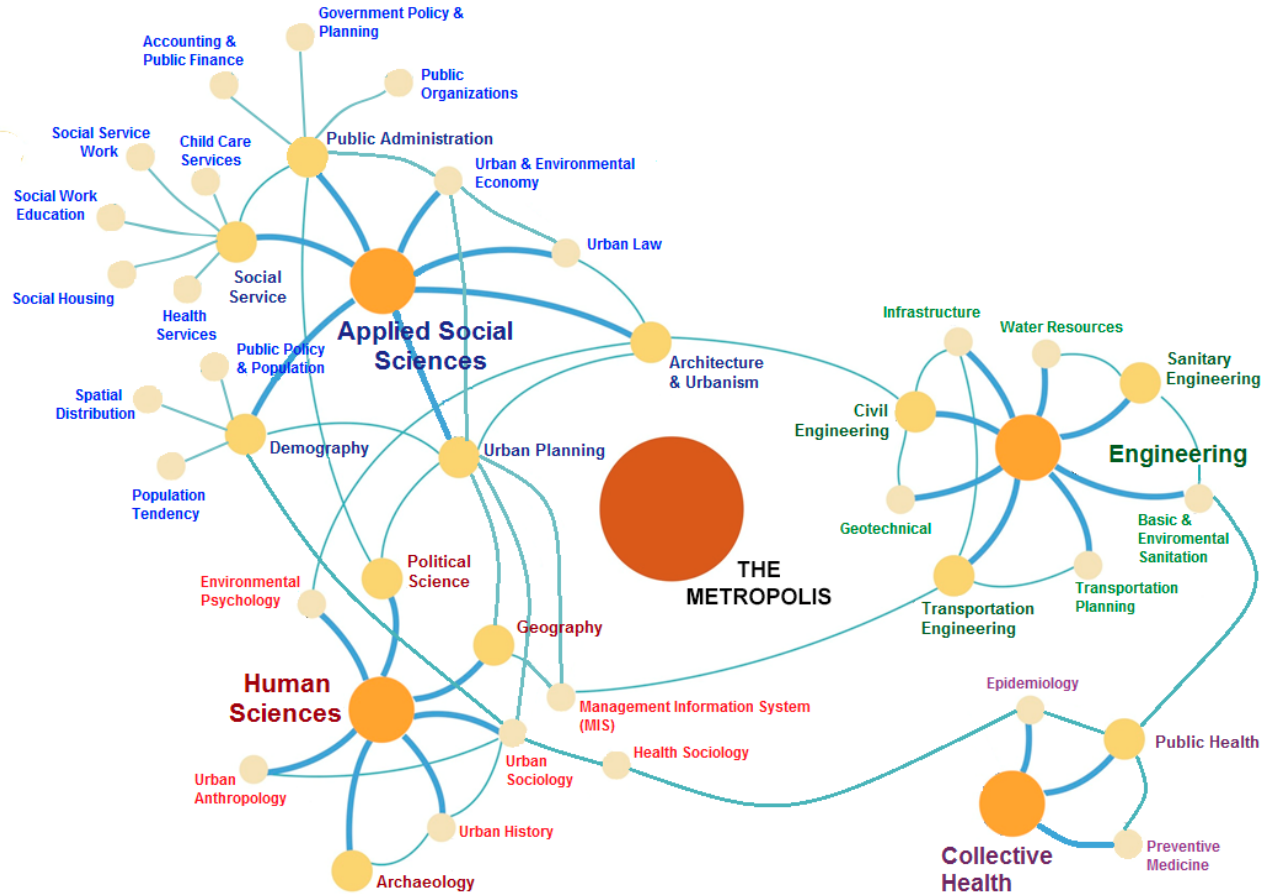 Government Policy &
Planning
Accounting &
Public Finance
Public
Organizations
Social Service
Work
Child Care
Services
Public Administration
Urban & Environmental
Economy
Social Work
Education
Urban Law
Social
Service
Social Housing
Health
Services
Applied Social
Sciences
Public Policy
& Population
Architecture
& Urbanism
Spatial
Distribution
Demography
Urban Planning
Population
Tendency
Infrastructure
Water Resources
Sanitary
Engineering
Civil
Engineering
Engineering
Geotechnical
Basic &
Enviromental
Sanitation
Transportation
Planning
Transportation
Engineering
THE
METROPOLIS
Political
Science
Environmental
Psychology
Geography
Human
Sciences
Management Information System
(MIS)
Urban
Sociology
Health Sociology
Urban
Anthropology
Urban History
Archaeology
Epidemiology
Public Health
Preventive
Medicine
Collective
Health